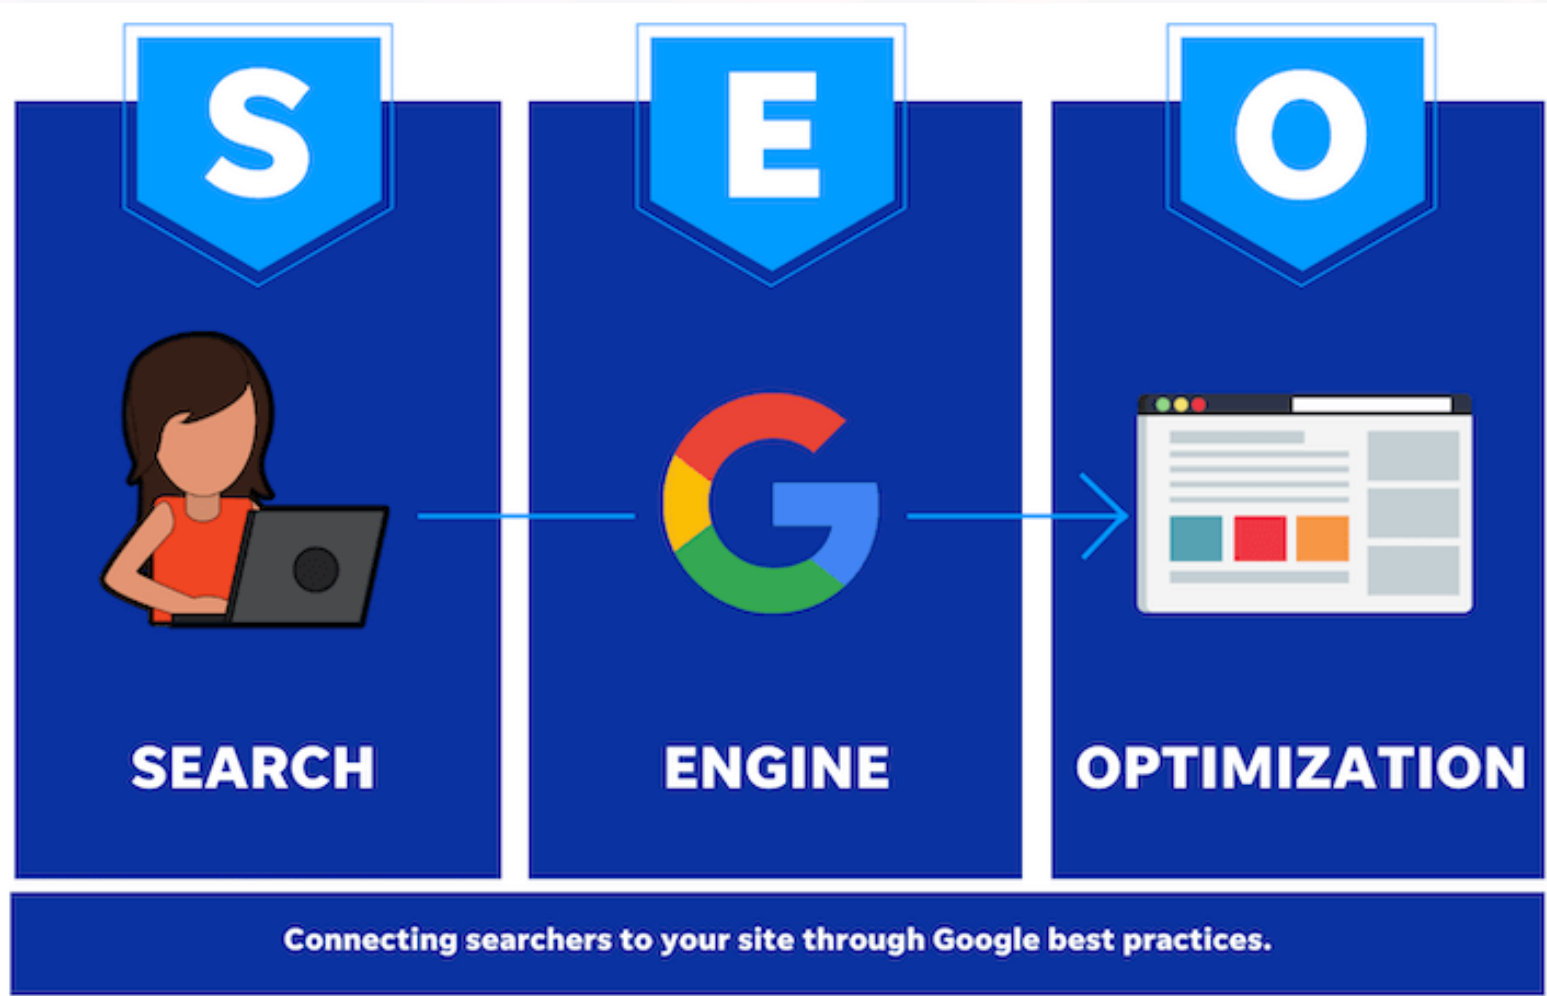 S
E
O
SEARCH
ENGINE
OPTIMIZATION
Connecting searchers to your site through Google best practices.